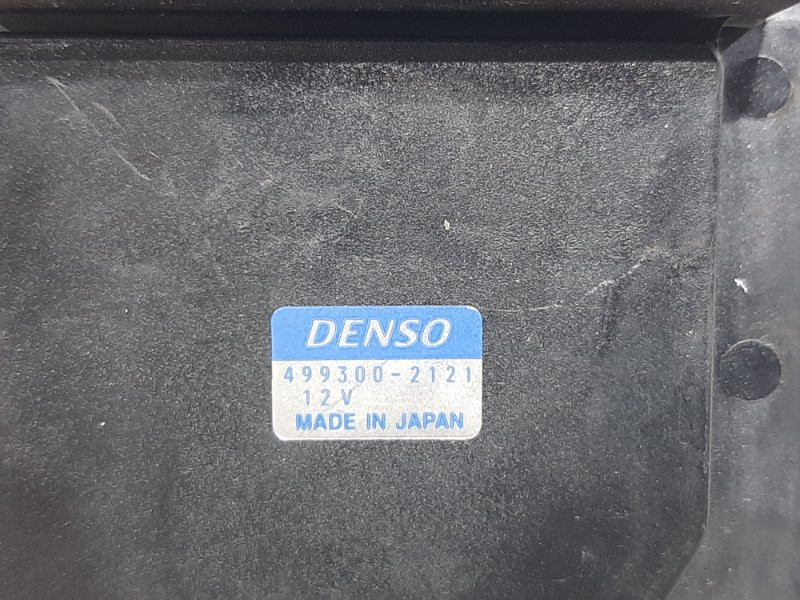 DENSO
499300-2121
12V
MADE IN JAPAN